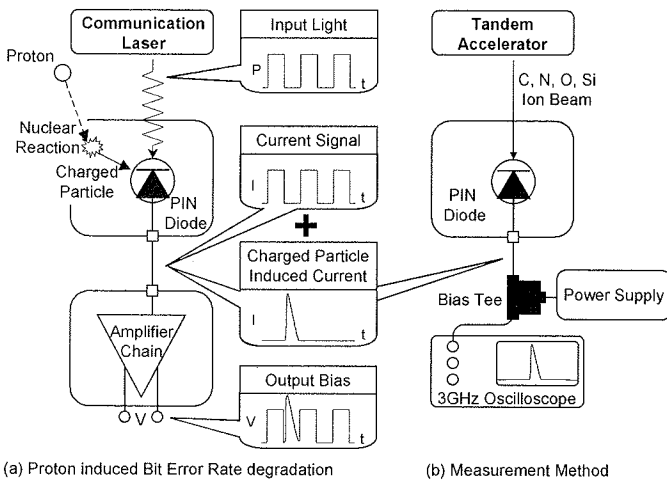 Communication
Laser
Proton
Nuclear
Reaction
Charged
Particle
PIN
Diode
Amplifier
Chain
V
Input Light
P
t
Current Signal
I
t
Charged Particle
Induced Current
I
t
Output Bias
V
t
(a) Proton induced Bit Error Rate degradation
Tandem
Accelerator
C, N, O, Si
Ion Beam
PIN
Diode
Bias Tee
Power Supply
3GHz Oscilloscope
(b) Measurement Method